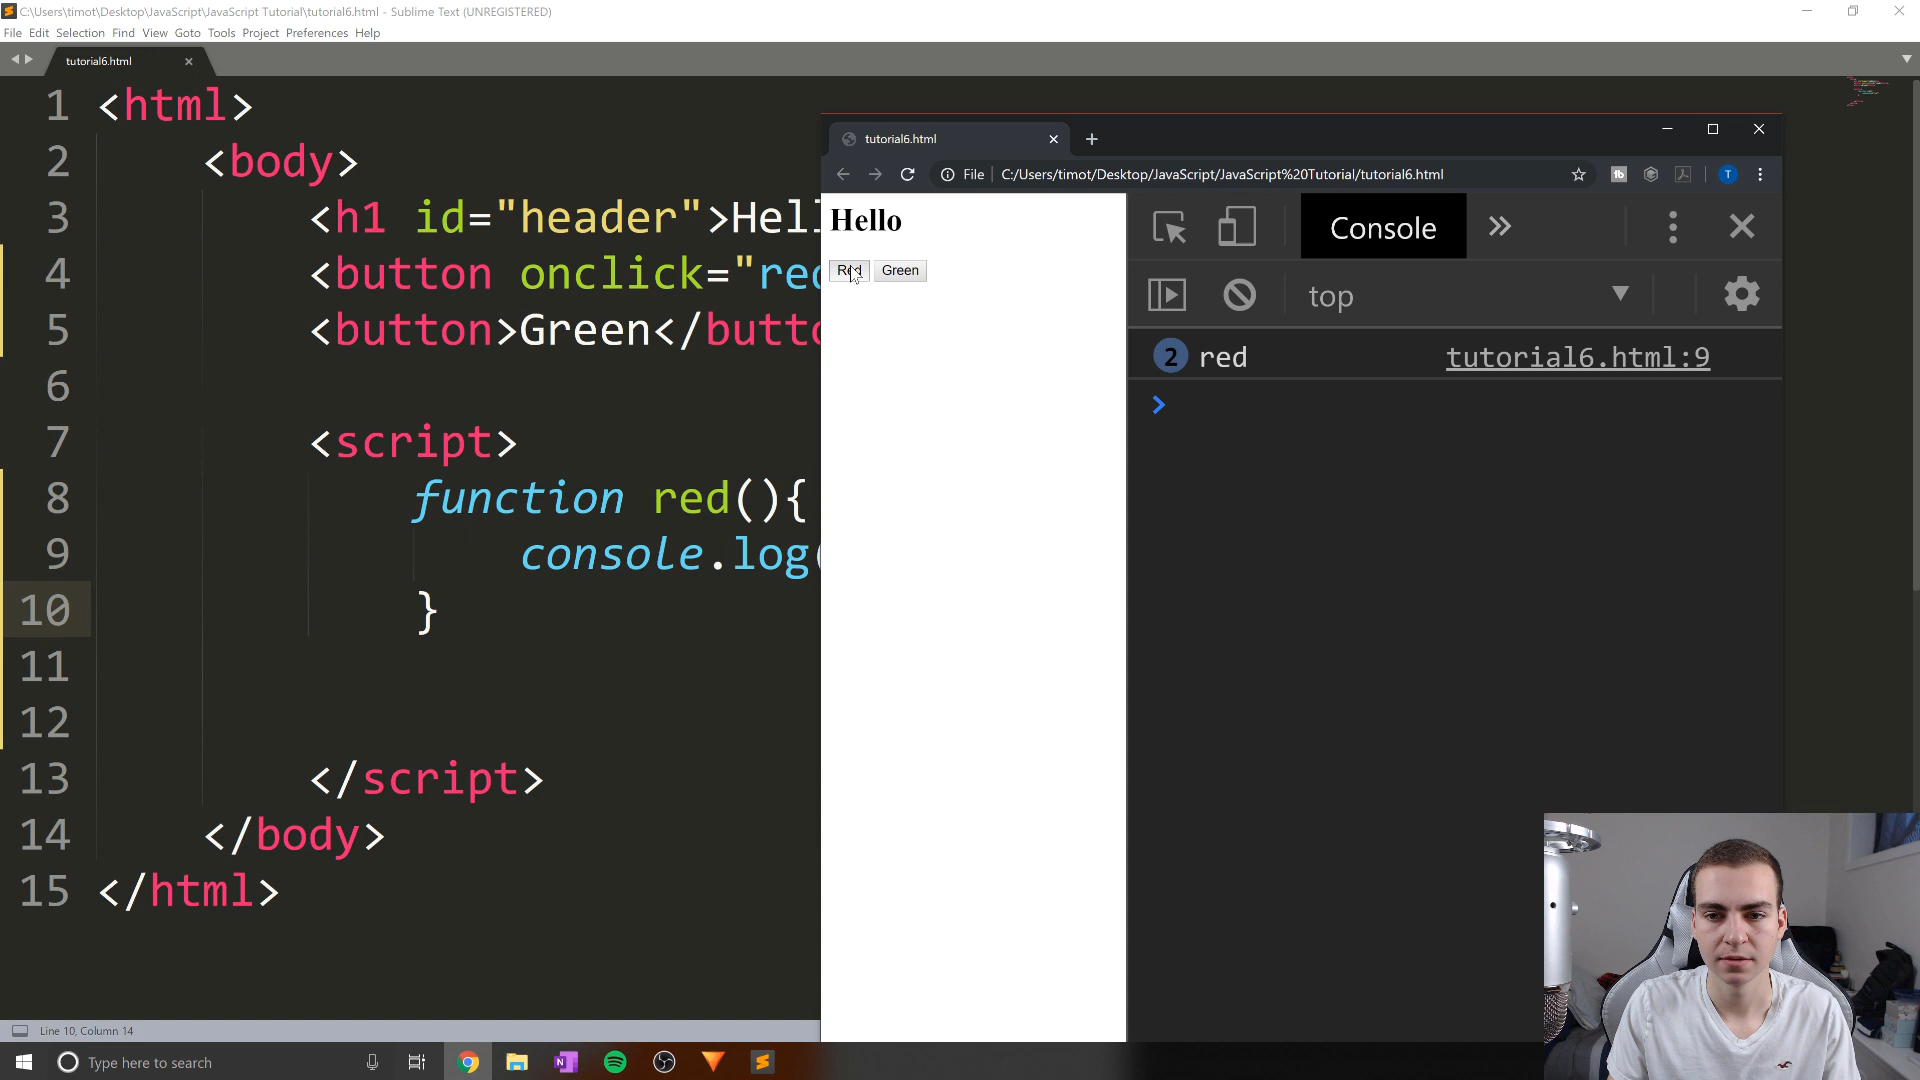 C:\Users\timot\Desktop\JavaScript\JavaScript Tutorial\tutorial6.html - Sublime Text (UNREGISTERED)
File Edit Selection Find View Goto Tools Project Preferences Help
tutorial6.html
1 <html>
2 <body>
3 <h1 id="header">Hell
4 <button onclick="red
5 <button>Green</butto
6
7 <script>
8 function red(){
9 console.log(
10 }
11
12
13 </script>
14 </body>
15 </html>
tutorial6.html
File C:/Users/timot/Desktop/JavaScript/JavaScript%20Tutorial/tutorial6.html
T
Hello
Red Green
Console
top
2 red tutorial6.html:9
Line 10, Column 14
Type here to search